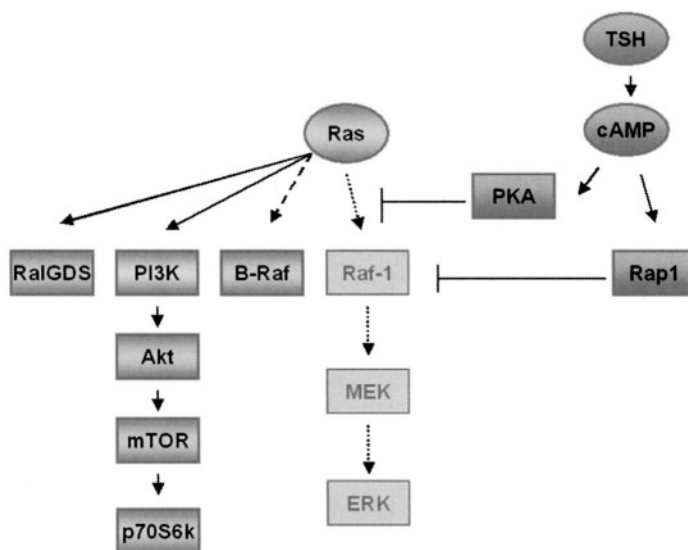 TSH
cAMP
Ras
PKA
RalGDS
PI3K
B-Raf
Raf-1
Rap1
Akt
MEK
mTOR
ERK
p70S6k